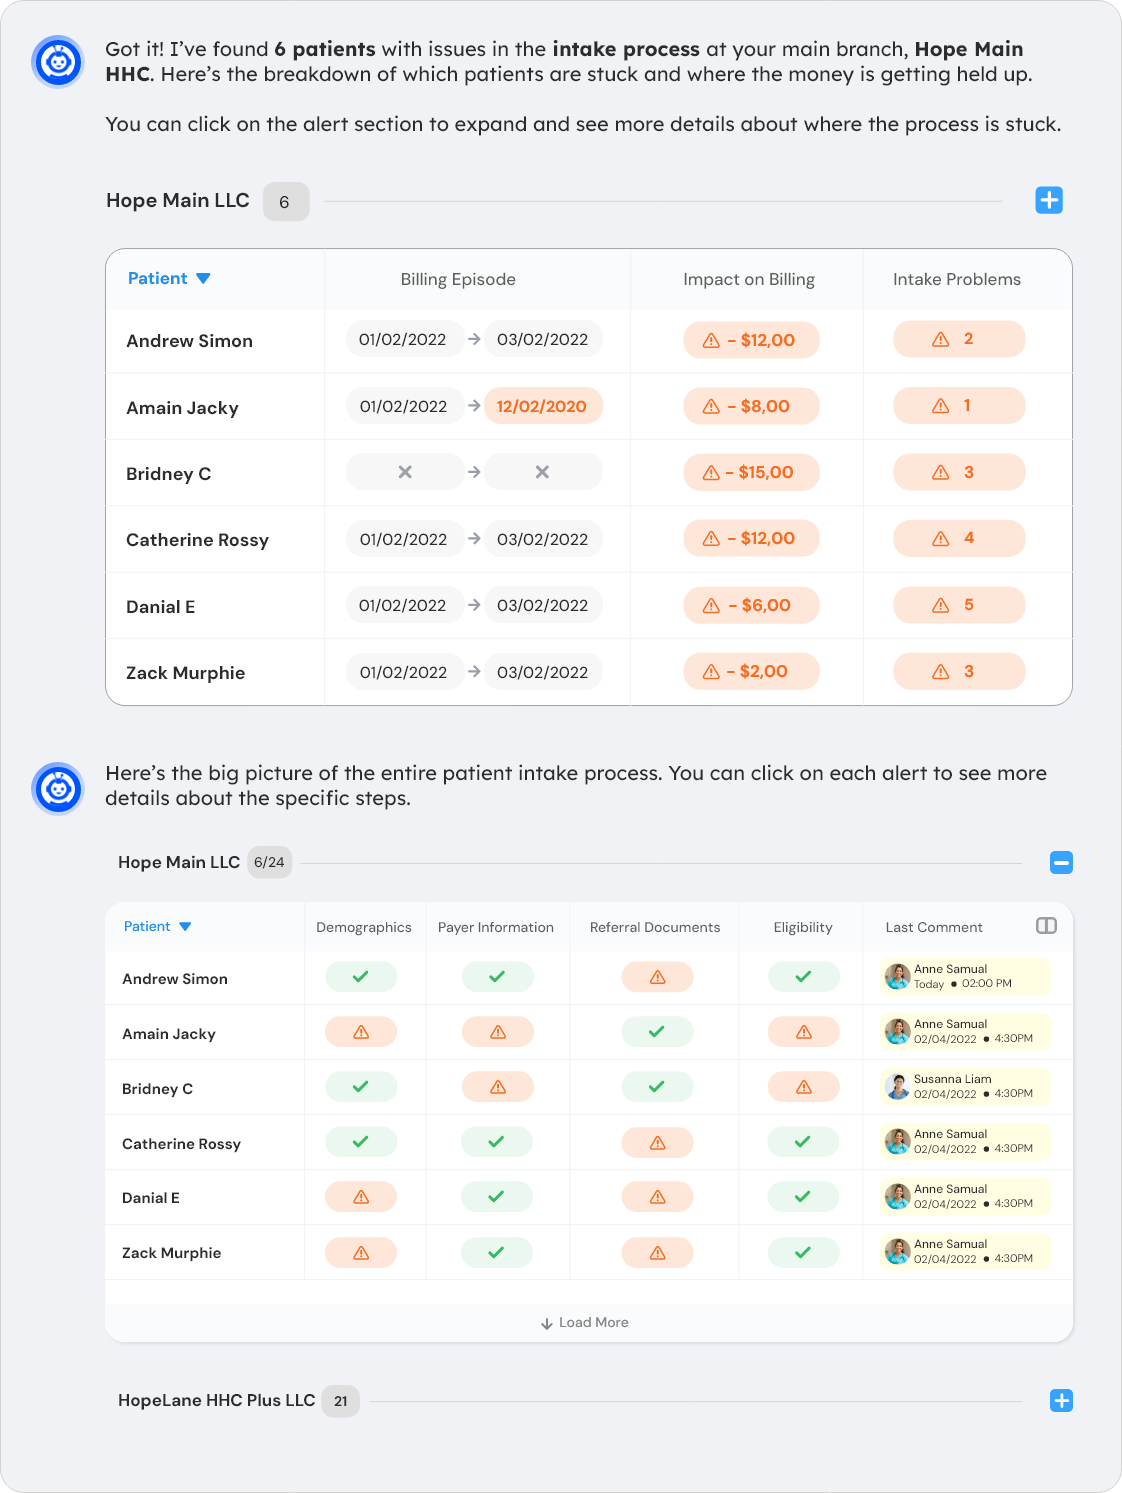 Got it! I’ve found 6 patients with issues in the intake process at your main branch, Hope Main
HHC. Here’s the breakdown of which patients are stuck and where the money is getting held up.
You can click on the alert section to expand and see more details about where the process is stuck.
Hope Main LLC 6
Patient Billing Episode Impact on Billing Intake Problems
Andrew Simon 01/02/2022 → 03/02/2022 - $12,00 2
Amain Jacky 01/02/2022 → 12/02/2020 - $8,00 1
Bridney C → - $15,00 3
Catherine Rossy 01/02/2022 → 03/02/2022 - $12,00 4
Danial E 01/02/2022 → 03/02/2022 - $6,00 5
Zack Murphie 01/02/2022 → 03/02/2022 - $2,00 3
Here’s the big picture of the entire patient intake process. You can click on each alert to see more
details about the specific steps.
Hope Main LLC 6/24
Patient Demographics Payer Information Referral Documents Eligibility Last Comment
Andrew Simon Anne Samual
Today ● 02:00 PM
Amain Jacky Anne Samual
02/04/2022 ● 4:30PM
Bridney C Susanna Liam
02/04/2022 ● 4:30PM
Catherine Rossy Anne Samual
02/04/2022 ● 4:30PM
Danial E Anne Samual
02/04/2022 ● 4:30PM
Zack Murphie Anne Samual
02/04/2022 ● 4:30PM
Load More
HopeLane HHC Plus LLC 21